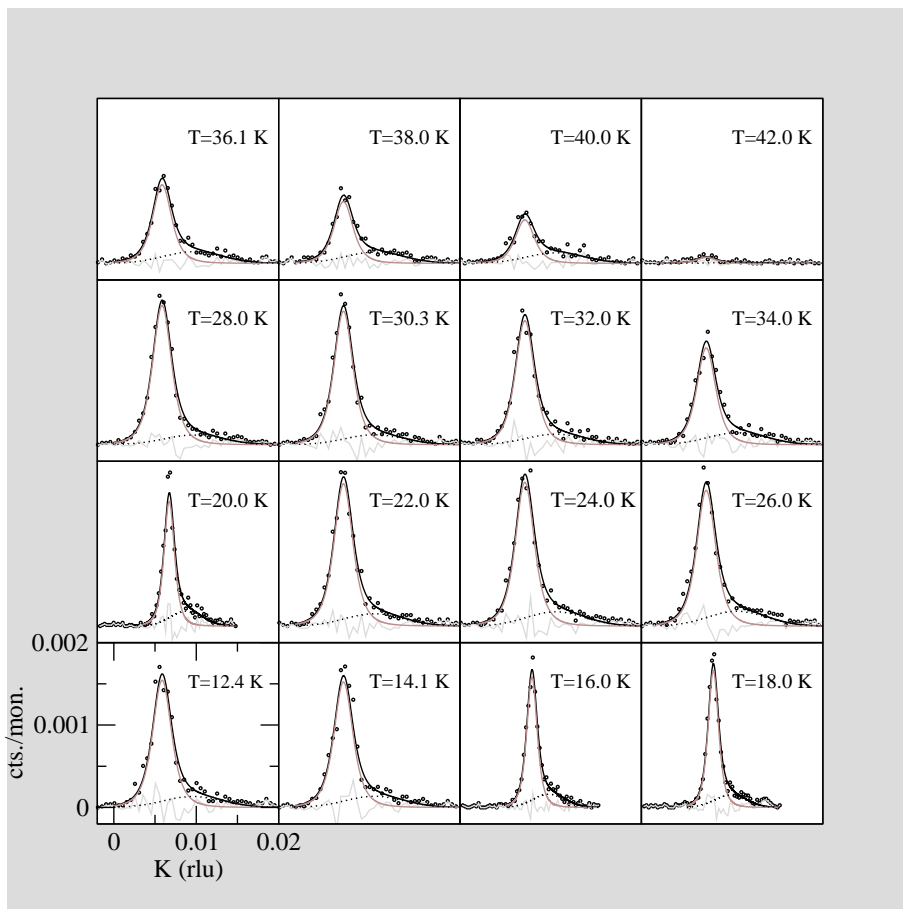 T=36.1 K
T=38.0 K
T=40.0 K
T=42.0 K
T=28.0 K
T=30.3 K
T=32.0 K
T=34.0 K
T=20.0 K
T=22.0 K
T=24.0 K
T=26.0 K
0.002
T=12.4 K
T=14.1 K
T=16.0 K
T=18.0 K
0.001
cts./mon.
0
0 0.01 0.02
K (rlu)